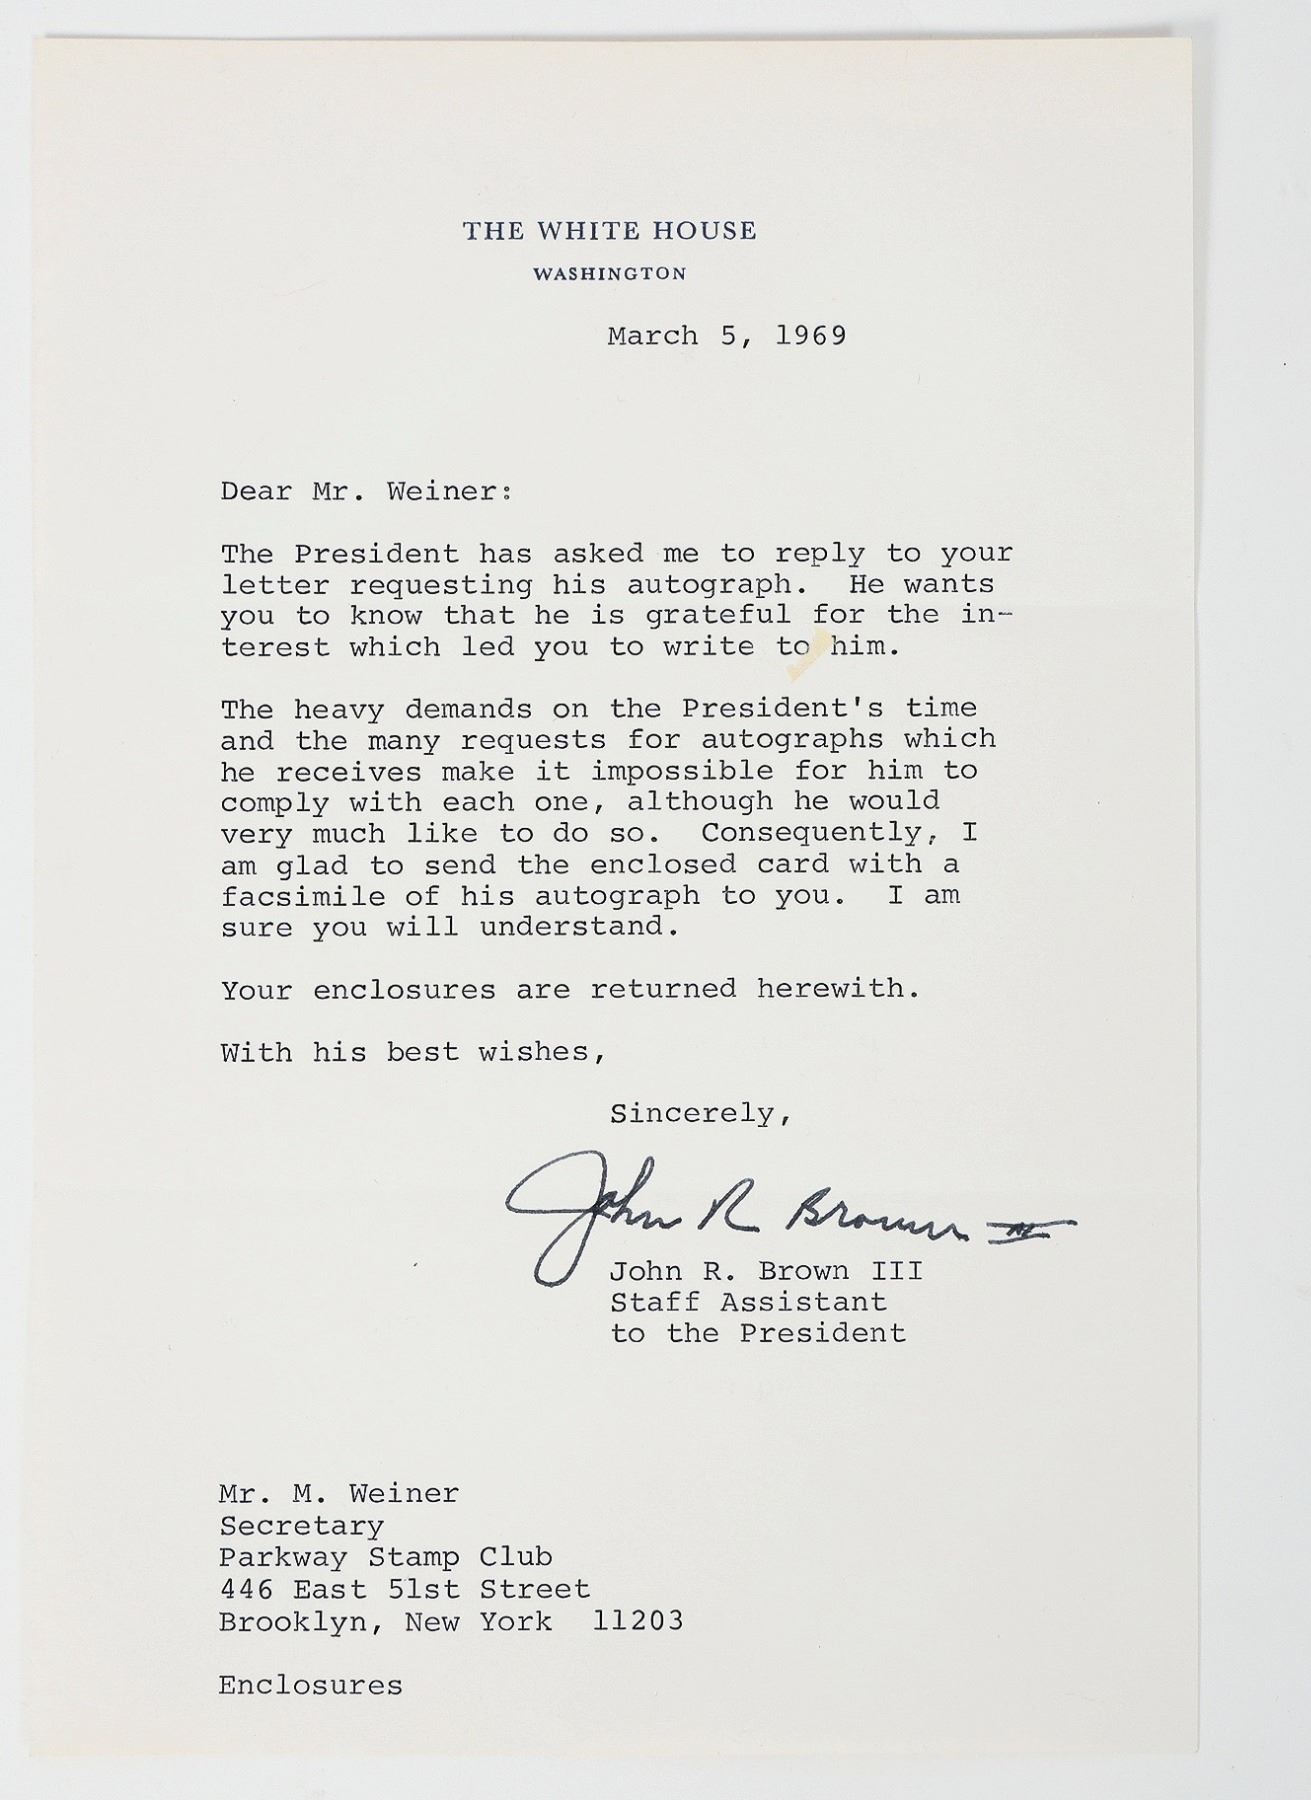 THE WHITE HOUSE
WASHINGTON
March 5, 1969
Dear Mr. Weiner:
The President has asked me to reply to your
letter requesting his autograph.  He wants
you to know that he is grateful for the in-
terest which led you to write to him.
The heavy demands on the President's time
and the many requests for autographs which
he receives make it impossible for him to
comply with each one, although he would
very much like to do so.  Consequently, I
am glad to send the enclosed card with a
facsimile of his autograph to you.  I am
sure you will understand.
Your enclosures are returned herewith.
With his best wishes,
Sincerely,
John R Brown III
John R. Brown III
Staff Assistant
to the President
Mr. M. Weiner
Secretary
Parkway Stamp Club
446 East 51st Street
Brooklyn, New York  11203
Enclosures